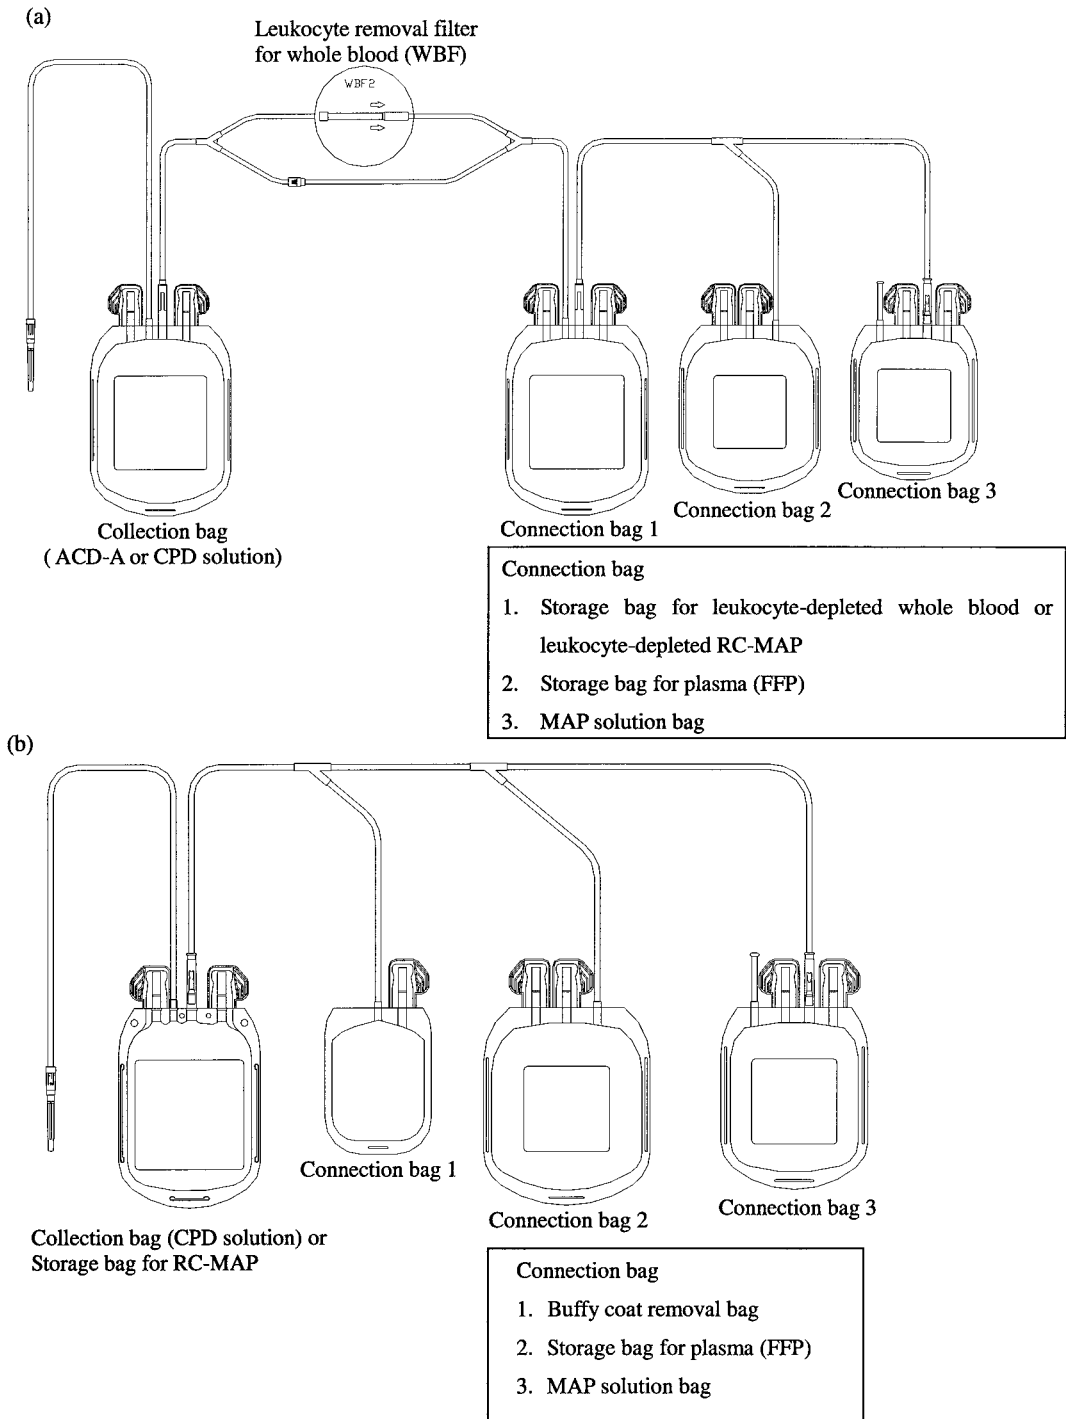 (a)
Leukocyte removal filter
for whole blood (WBF)
WBF2
Collection bag
( ACD-A or CPD solution)
Connection bag 1
Connection bag 2
Connection bag 3
Connection bag
1. Storage bag for leukocyte-depleted whole blood or
leukocyte-depleted RC-MAP
2. Storage bag for plasma (FFP)
3. MAP solution bag
(b)
Connection bag 1
Connection bag 2
Connection bag 3
Collection bag (CPD solution) or
Storage bag for RC-MAP
Connection bag
1. Buffy coat removal bag
2. Storage bag for plasma (FFP)
3. MAP solution bag